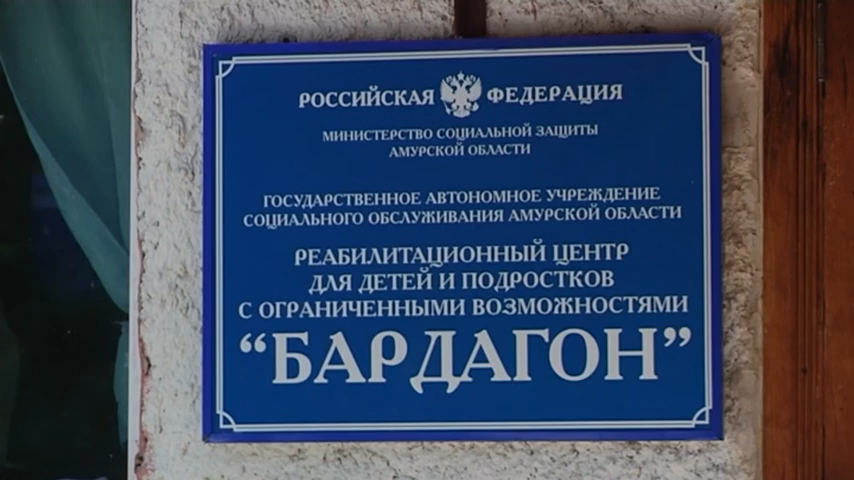 РОССИЙСКАЯ ФЕДЕРАЦИЯ
МИНИСТЕРСТВО СОЦИАЛЬНОЙ ЗАЩИТЫ
АМУРСКОЙ ОБЛАСТИ
ГОСУДАРСТВЕННОЕ АВТОНОМНОЕ УЧРЕЖДЕНИЕ
СОЦИАЛЬНОГО ОБСЛУЖИВАНИЯ АМУРСКОЙ ОБЛАСТИ
РЕАБИЛИТАЦИОННЫЙ ЦЕНТР
ДЛЯ ДЕТЕЙ И ПОДРОСТКОВ
С ОГРАНИЧЕННЫМИ ВОЗМОЖНОСТЯМИ
“БАРДАГОН”